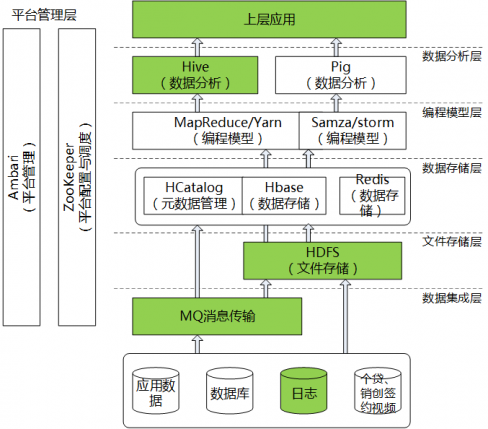 平台管理层
上层应用
数据分析层
Hive
（数据分析）
Pig
（数据分析）
编程模型层
MapReduce/Yarn
（编程模型）
Samza/storm
（编程模型）
数据存储层
HCatalog
（元数据管理）
Hbase
（数据存储）
Redis
（数据存
储）
文件存储层
HDFS
（文件存储）
数据集成层
MQ消息传输
应用数
据
数据库
日志
个贷、
销创签
约视频
Ambari
（平台管理）
ZooKeeper
（平台配置与调度）